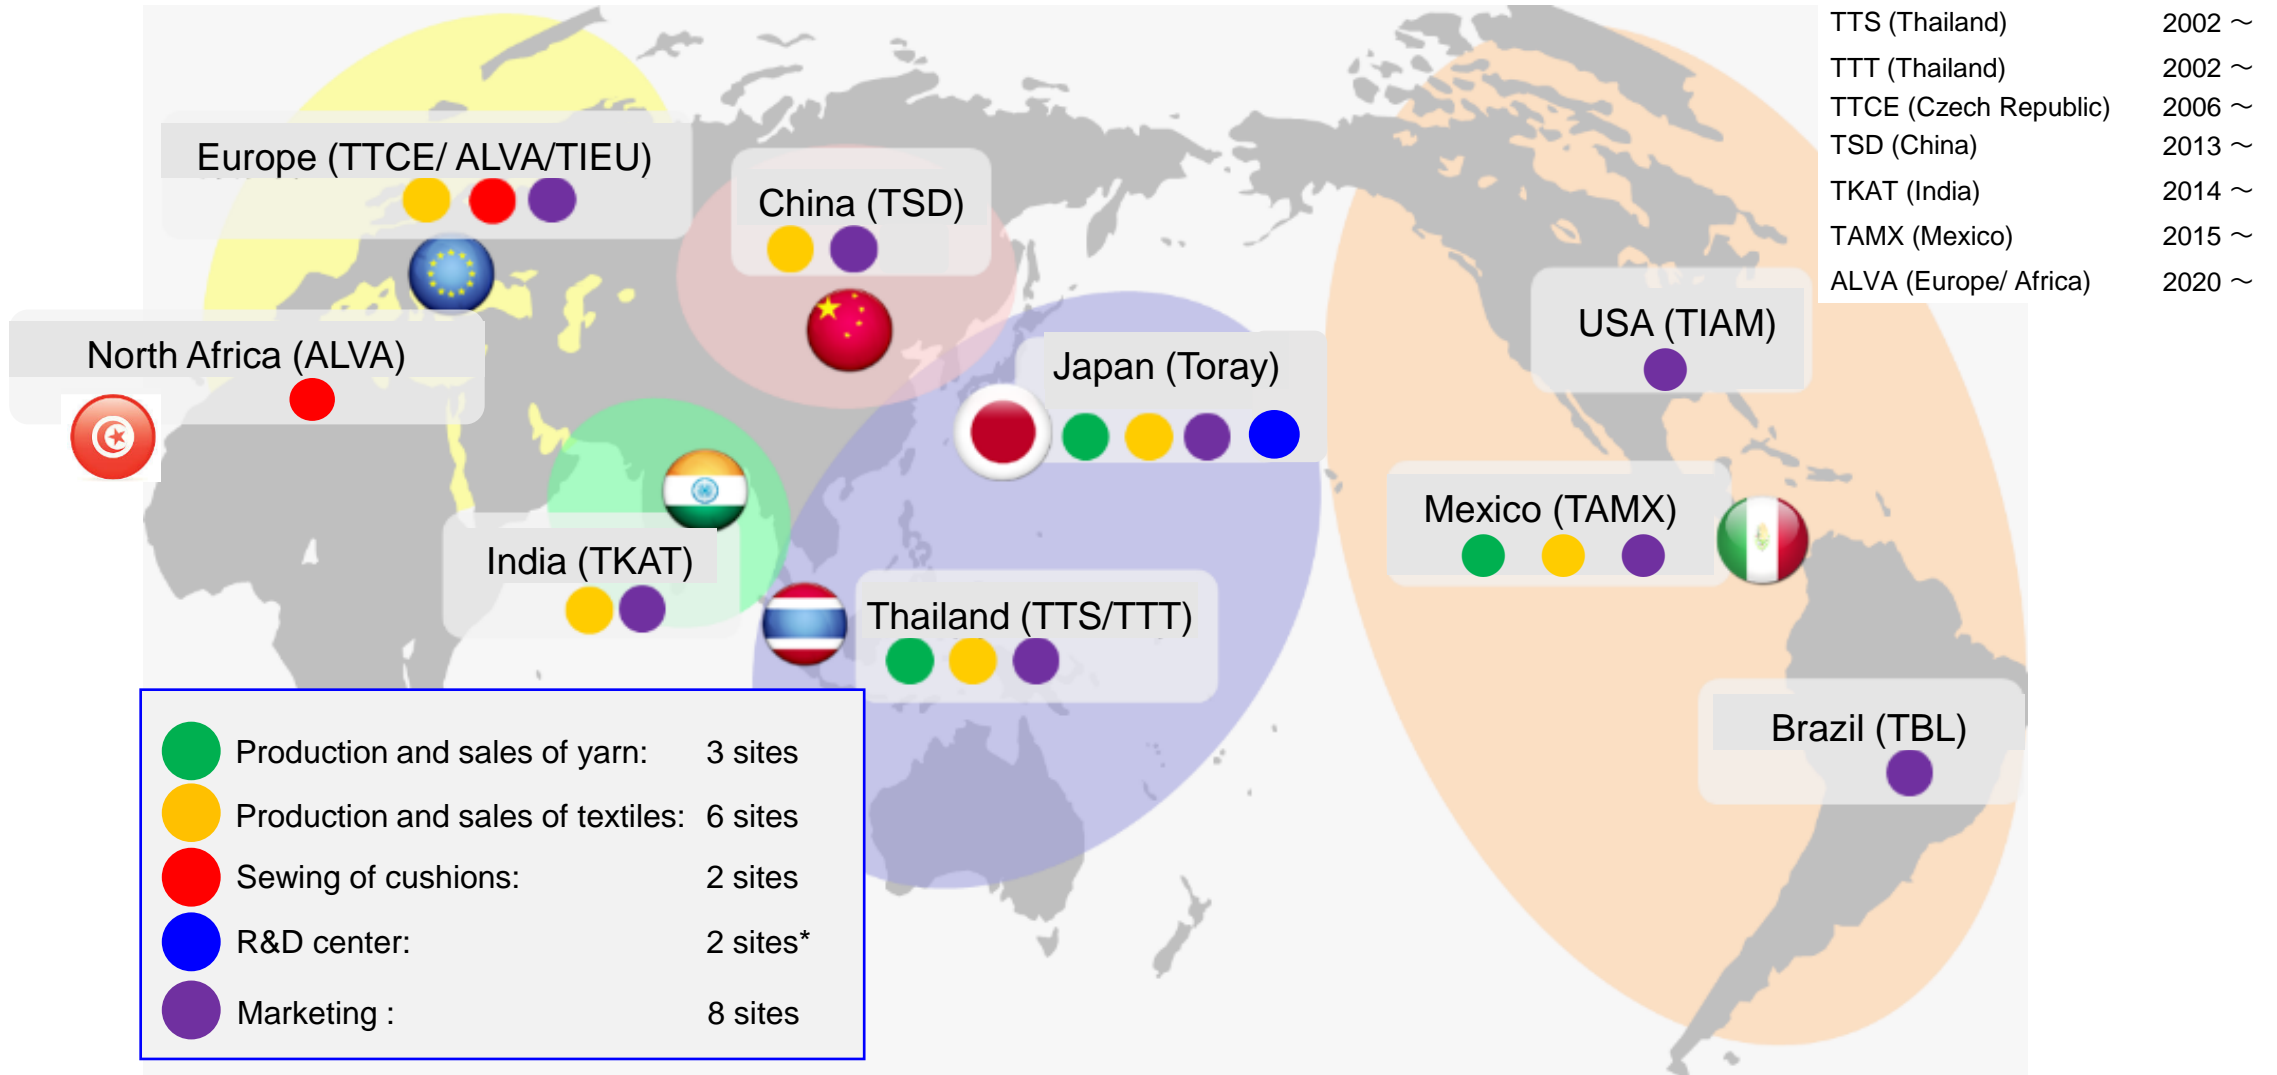 TTS (Thailand) 2002 ～
TTT (Thailand) 2002 ～
TTCE (Czech Republic) 2006 ～
TSD (China) 2013 ～
TKAT (India) 2014 ～
TAMX (Mexico) 2015 ～
ALVA (Europe/ Africa) 2020 ～
Europe (TTCE/ ALVA/TIEU)
China (TSD)
USA (TIAM)
North Africa (ALVA)
Japan (Toray)
Mexico (TAMX)
India (TKAT)
Thailand (TTS/TTT)
Brazil (TBL)
Production and sales of yarn: 3 sites
Production and sales of textiles: 6 sites
Sewing of cushions: 2 sites
R&D center: 2 sites*
Marketing : 8 sites